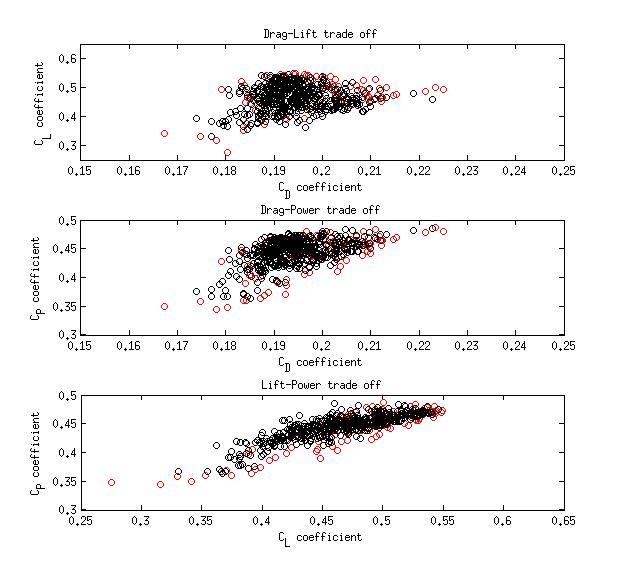 Drag-Lift trade off
0.6
0.5
0.4
0.3
C_L coefficient
0.15 0.16 0.17 0.18 0.19 0.2 0.21 0.22 0.23 0.24 0.25
C_D coefficient
Drag-Power trade off
0.5
0.45
0.4
0.35
0.3
C_P coefficient
0.15 0.16 0.17 0.18 0.19 0.2 0.21 0.22 0.23 0.24 0.25
C_D coefficient
Lift-Power trade off
0.5
0.45
0.4
0.35
0.3
C_P coefficient
0.25 0.3 0.35 0.4 0.45 0.5 0.55 0.6 0.65
C_L coefficient